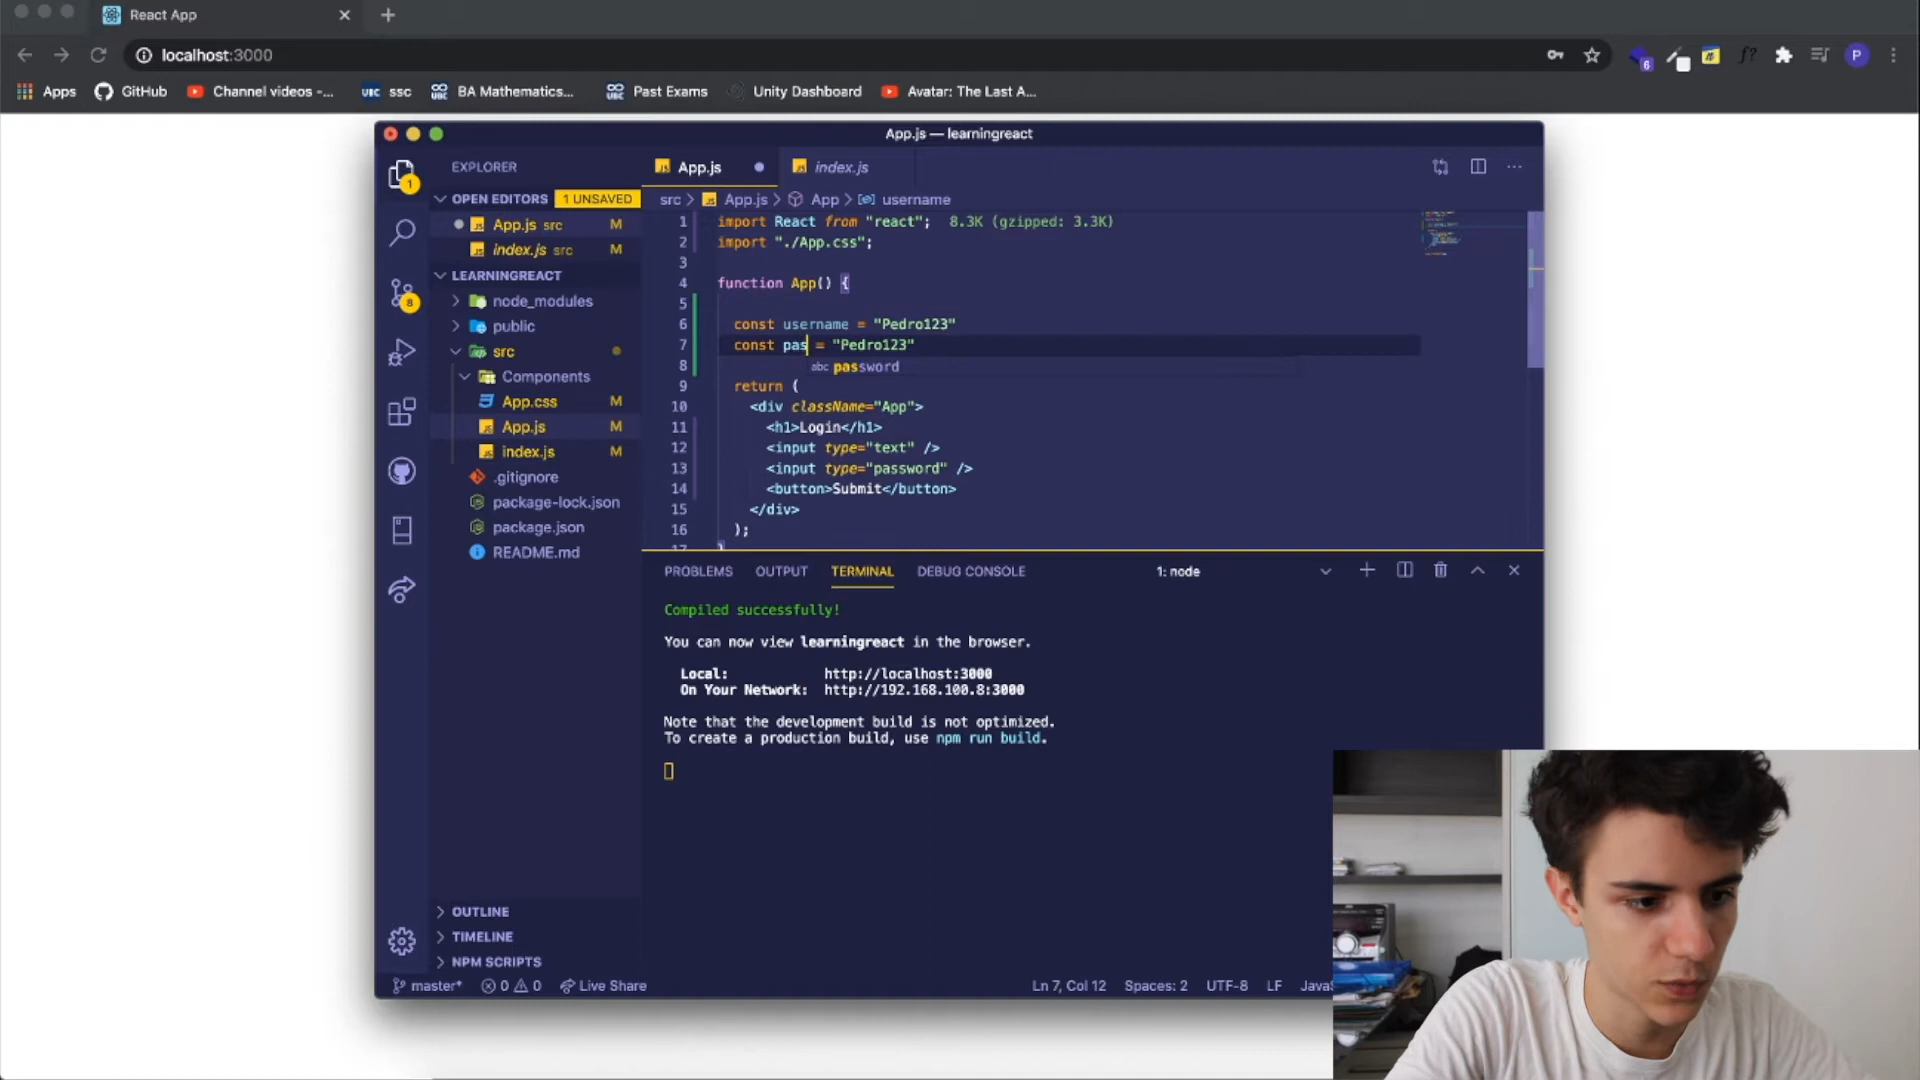 React App
localhost:3000
6
f?
P
Apps
GitHub
Channel videos -...
UBC ssc
UBC BA Mathematics...
UBC Past Exams
Unity Dashboard
Avatar: The Last A...
App.js — learningreact
EXPLORER
App.js
index.js
1
OPEN EDITORS 1 UNSAVED
src > App.js > App > username
App.js src M
index.js src M
LEARNINGREACT
node_modules
public
src
Components
App.css M
App.js M
index.js M
.gitignore
package-lock.json
package.json
README.md
8
1 import React from "react"; 8.3K (gzipped: 3.3K)
2 import "./App.css";
3
4 function App() {
5
6 const username = "Pedro123"
7 const pas = "Pedro123"
8 abc password
9 return (
10 <div className="App">
11 <h1>Login</h1>
12 <input type="text" />
13 <input type="password" />
14 <button>Submit</button>
15 </div>
16 );
17 }
PROBLEMS OUTPUT TERMINAL DEBUG CONSOLE 1: node
Compiled successfully!
You can now view learningreact in the browser.
Local: http://localhost:3000
On Your Network: http://192.168.100.8:3000
Note that the development build is not optimized.
To create a production build, use npm run build.
OUTLINE
TIMELINE
NPM SCRIPTS
master* 0 0 Live Share
Ln 7, Col 12 Spaces: 2 UTF-8 LF JavaS